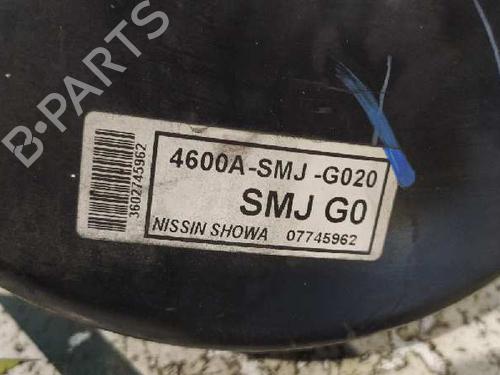 B-PARTS
4600A-SMJ -G020
SMJ G0
NISSIN SHOWA 07745962
3602745962